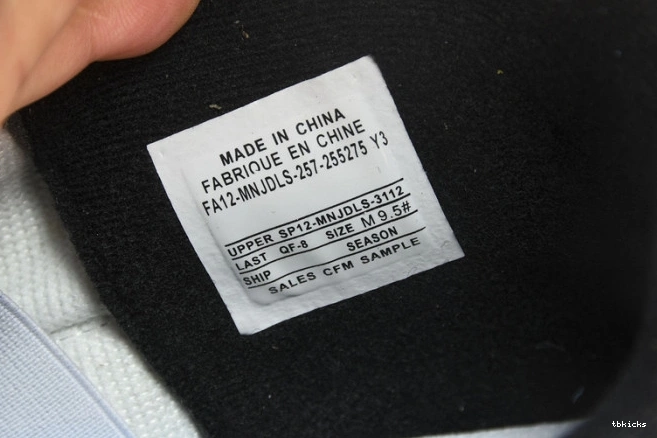 MADE IN CHINA
FABRIQUE EN CHINE
FA12-MNJDLS-257-255275 Y3
UPPER SP12-MNJDLS-3112
LAST QF-8 SIZE M 9.5#
SHIP SEASON
SALES CFM SAMPLE
tbkicks